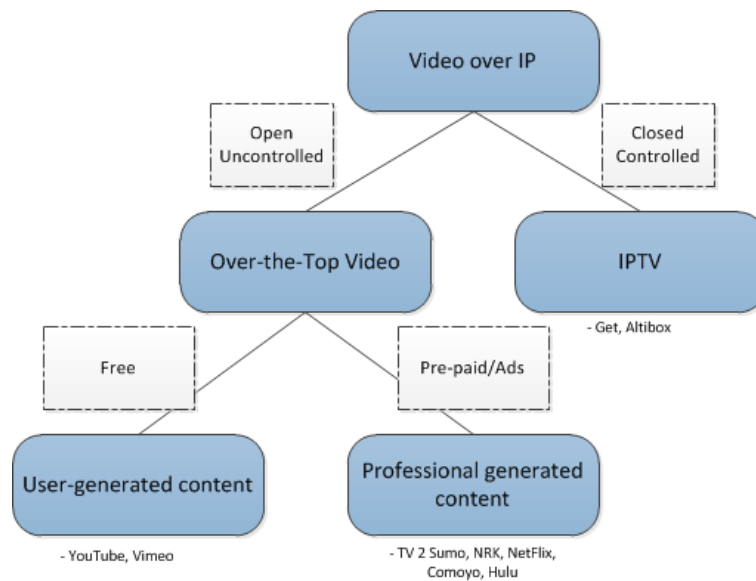 Video over IP
Open
Uncontrolled
Closed
Controlled
Over-the-Top Video
IPTV
- Get, Altibox
Free
Pre-paid/Ads
User-generated content
Professional generated
content
- YouTube, Vimeo
- TV 2 Sumo, NRK, NetFlix,
Comoyo, Hulu